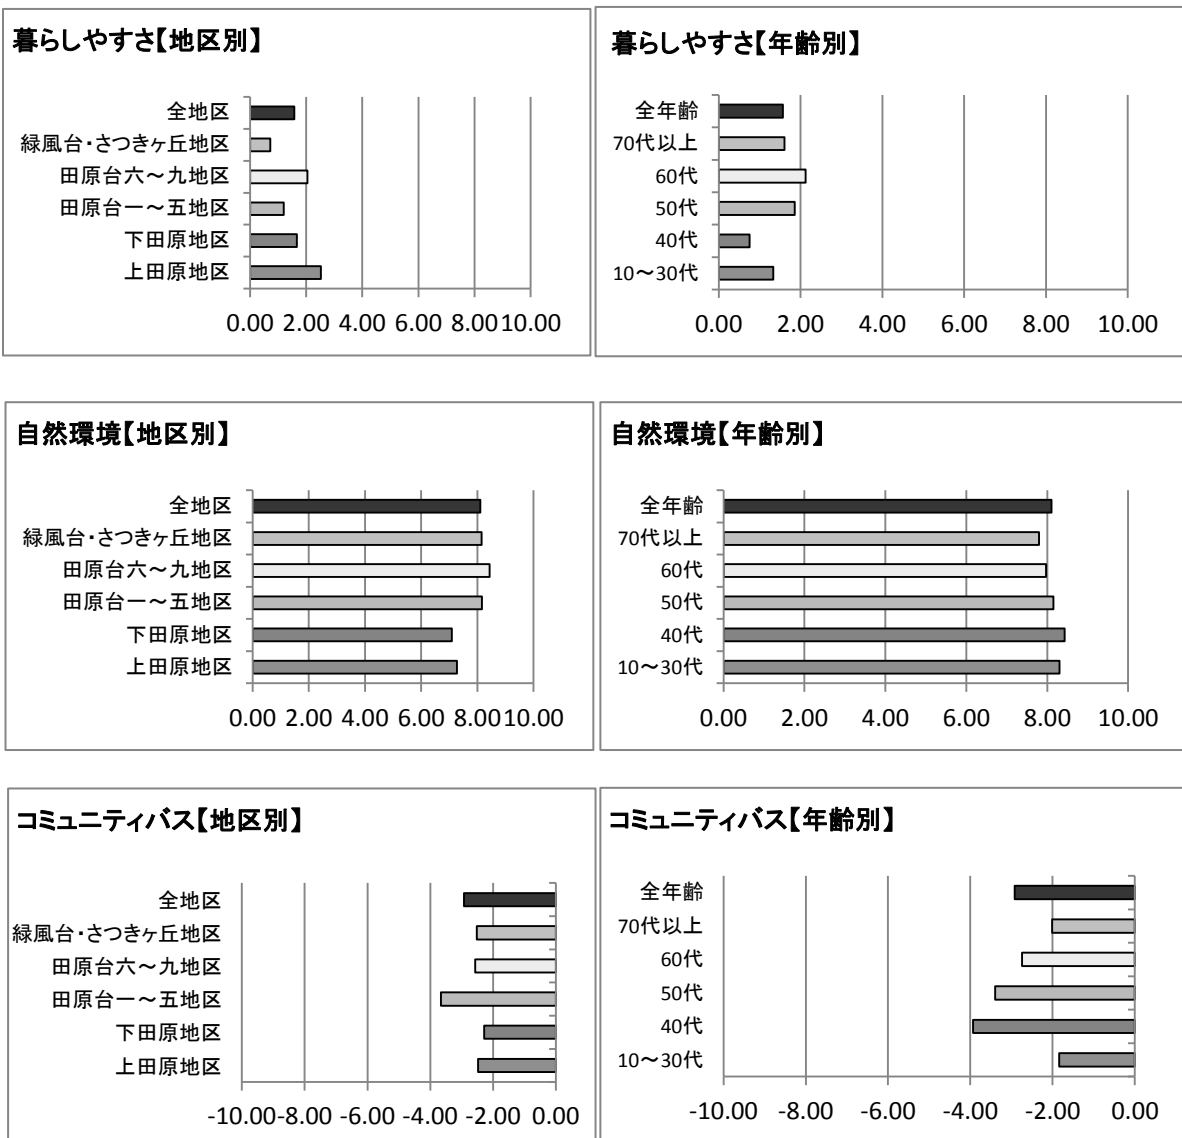 暮らしやすさ【地区別】
全地区
緑風台・さつきヶ丘地区
田原台六～九地区
田原台一～五地区
下田原地区
上田原地区
0.00 2.00 4.00 6.00 8.00 10.00
暮らしやすさ【年齢別】
全年齢
70代以上
60代
50代
40代
10～30代
0.00 2.00 4.00 6.00 8.00 10.00
自然環境【地区別】
全地区
緑風台・さつきヶ丘地区
田原台六～九地区
田原台一～五地区
下田原地区
上田原地区
0.00 2.00 4.00 6.00 8.00 10.00
自然環境【年齢別】
全年齢
70代以上
60代
50代
40代
10～30代
0.00 2.00 4.00 6.00 8.00 10.00
コミュニティバス【地区別】
全地区
緑風台・さつきヶ丘地区
田原台六～九地区
田原台一～五地区
下田原地区
上田原地区
-10.00 -8.00 -6.00 -4.00 -2.00 0.00
コミュニティバス【年齢別】
全年齢
70代以上
60代
50代
40代
10～30代
-10.00 -8.00 -6.00 -4.00 -2.00 0.00